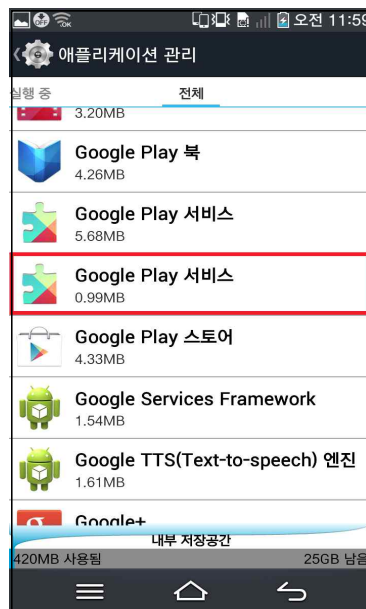 오전 11:59
애플리케이션 관리
실행 중
전체
3.20MB
Google Play 북
4.26MB
Google Play 서비스
5.68MB
Google Play 서비스
0.99MB
Google Play 스토어
4.33MB
Google Services Framework
1.54MB
Google TTS(Text-to-speech) 엔진
1.61MB
Google+
내부 저장공간
420MB 사용됨
25GB 남음